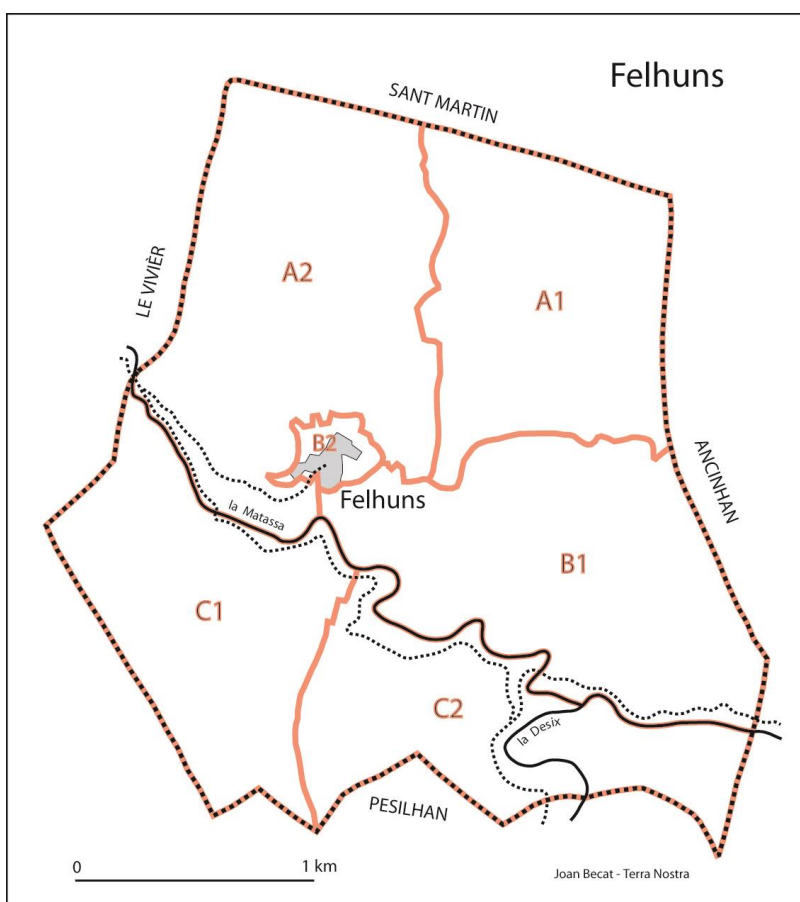 Felhuns
SANT MARTIN
LE VIVIÈR
A2
A1
B2
ANCINHAN
Felhuns
la Matassa
B1
C1
C2
la Desix
PESILHAN
0
1 km
Joan Becat - Terra Nostra